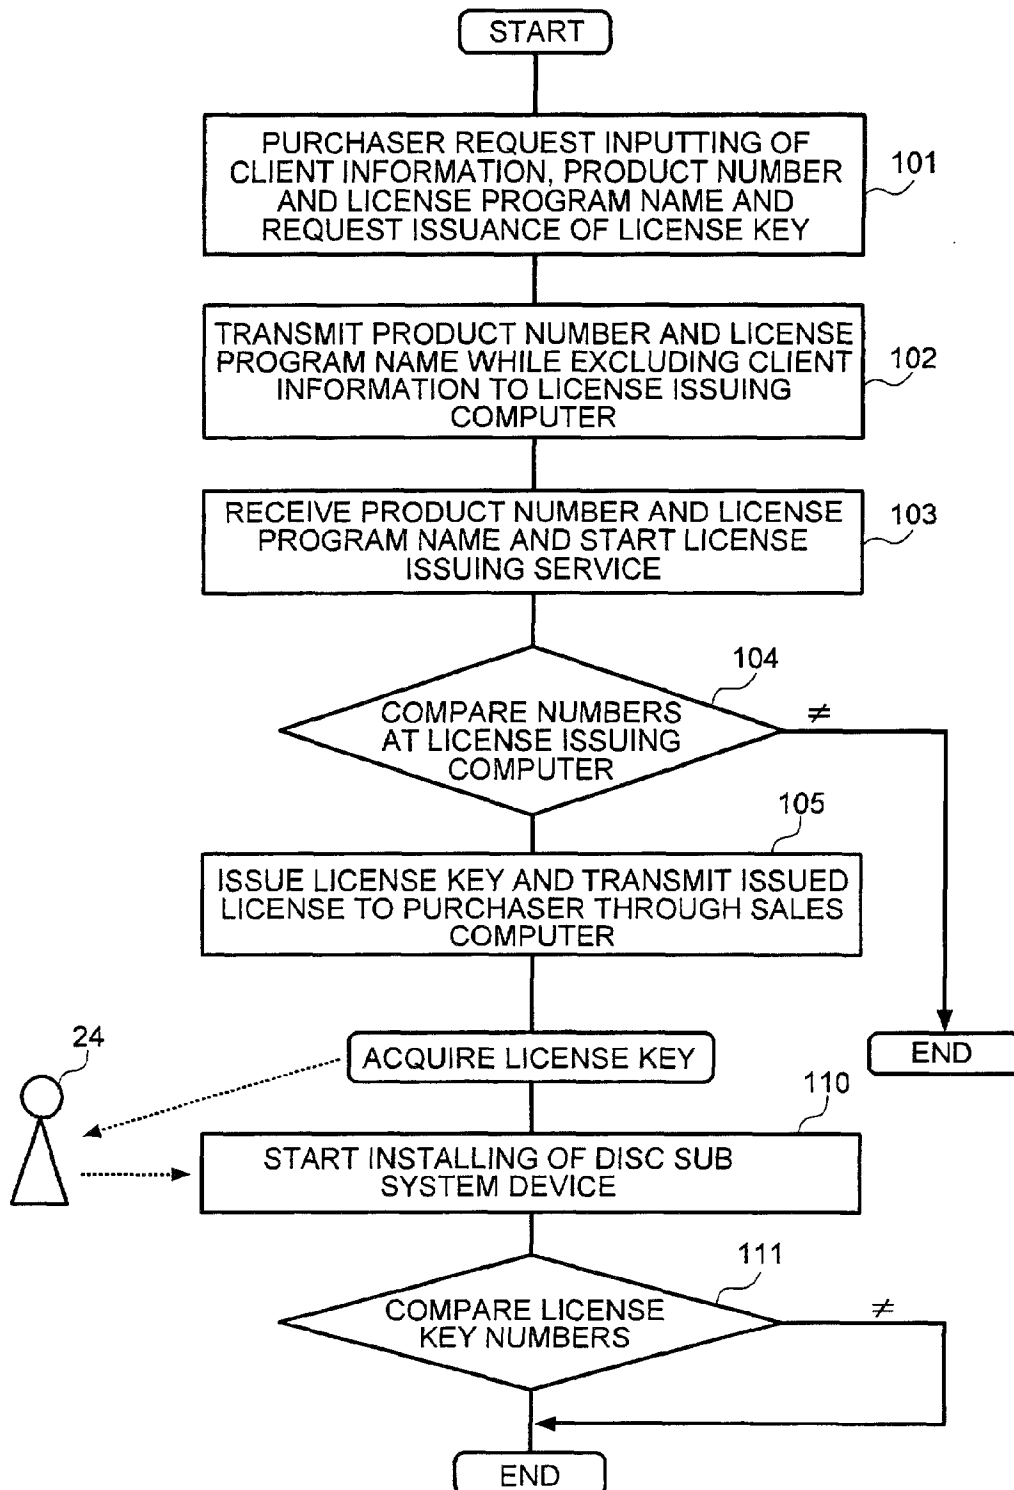 START
PURCHASER REQUEST INPUTTING OF
CLIENT INFORMATION, PRODUCT NUMBER
AND LICENSE PROGRAM NAME AND
REQUEST ISSUANCE OF LICENSE KEY
101
TRANSMIT PRODUCT NUMBER AND LICENSE
PROGRAM NAME WHILE EXCLUDING CLIENT
INFORMATION TO LICENSE ISSUING
COMPUTER
102
RECEIVE PRODUCT NUMBER AND LICENSE
PROGRAM NAME AND START LICENSE
ISSUING SERVICE
103
104
COMPARE NUMBERS
AT LICENSE ISSUING
COMPUTER
≠
105
ISSUE LICENSE KEY AND TRANSMIT ISSUED
LICENSE TO PURCHASER THROUGH SALES
COMPUTER
24
ACQUIRE LICENSE KEY
END
110
START INSTALLING OF DISC SUB
SYSTEM DEVICE
111
COMPARE LICENSE
KEY NUMBERS
≠
END